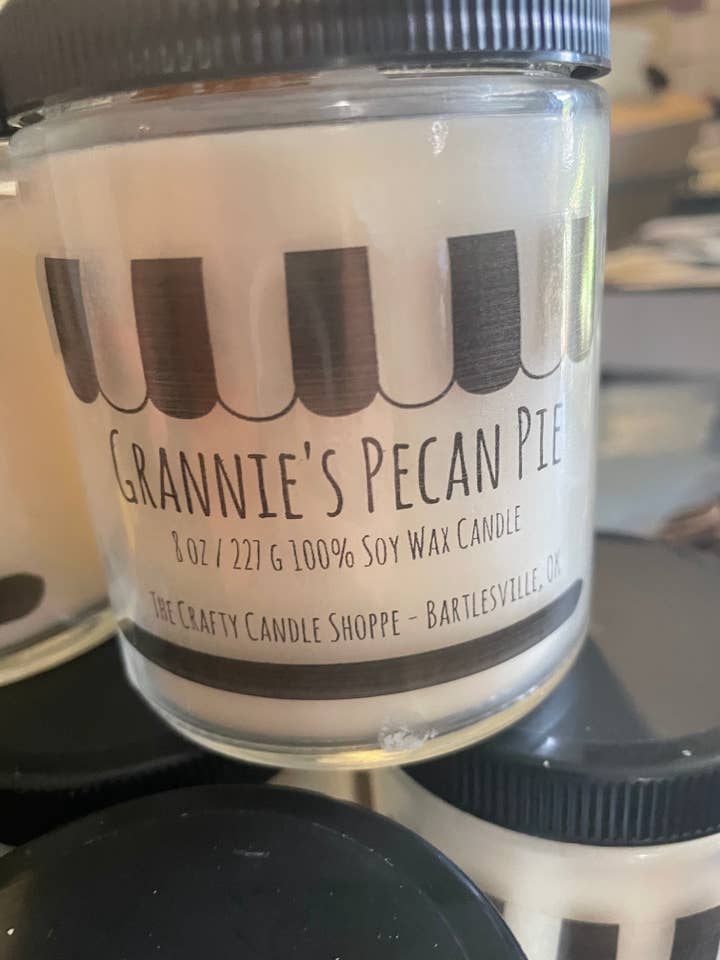 GRANNIE'S PECAN PIE
8 OZ / 227 G 100% SOY WAX CANDLE
THE CRAFTY CANDLE SHOPPE - BARTLESVILLE, OK